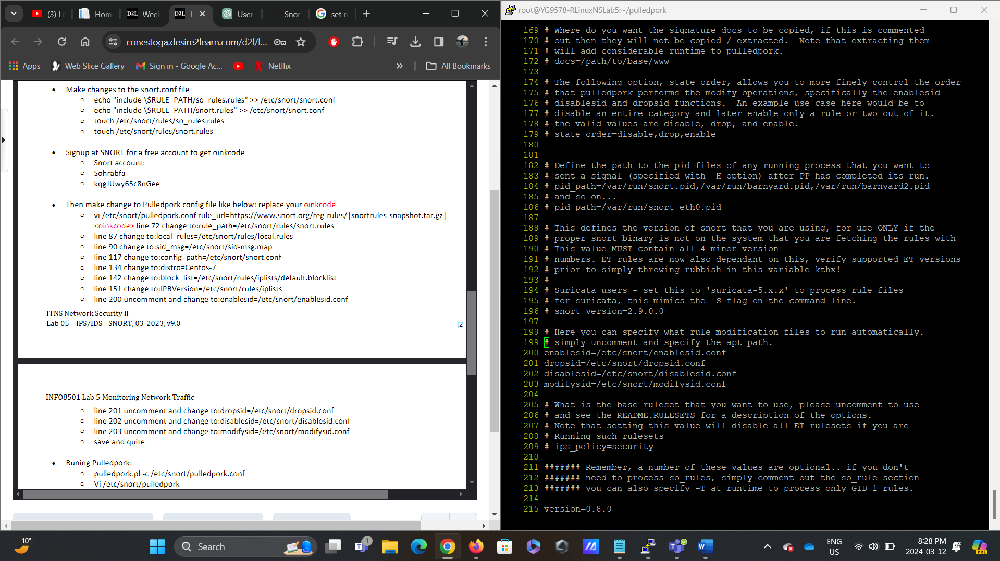 (3) La
Hom
D2L Wee
D2L I
User
Snor
set n
conestoga.desire2learn.com/d2l/l...
Apps
Web Slice Gallery
Sign in - Google Ac...
Netflix
All Bookmarks
Make changes to the snort.conf file
echo "include \$RULE_PATH/so_rules.rules" >> /etc/snort/snort.conf
echo "include \$RULE_PATH/snort.rules" >> /etc/snort/snort.conf
touch /etc/snort/rules/so_rules.rules
touch /etc/snort/rules/snort.rules
Signup at SNORT for a free account to get oinkcode
Snort account:
Sohrabfa
kqgJUwy65c8nGee
Then make change to Pulledpork config file like below: replace your oinkcode
vi /etc/snort/pulledpork.conf rule_url=https://www.snort.org/reg-rules/|snortrules-snapshot.tar.gz|
<oinkcode> line 72 change to:rule_path=/etc/snort/rules/snort.rules
line 87 change to:local_rules=/etc/snort/rules/local.rules
line 90 change to:sid_msg=/etc/snort/sid-msg.map
line 117 change to:config_path=/etc/snort/snort.conf
line 134 change to:distro=Centos-7
line 142 change to:block_list=/etc/snort/rules/iplists/default.blocklist
line 151 change to:IPRVersion=/etc/snort/rules/iplists
line 200 uncomment and change to:enablesid=/etc/snort/enablesid.conf
ITNS Network Security II
Lab 05 – IPS/IDS - SNORT, 03-2023, v9.0
|2
INFO8501 Lab 5 Monitoring Network Traffic
line 201 uncomment and change to:dropsid=/etc/snort/dropsid.conf
line 202 uncomment and change to:disablesid=/etc/snort/disablesid.conf
line 203 uncomment and change to:modifysid=/etc/snort/modifysid.conf
save and quite
Runing Pulledpork:
pulledpork.pl -c /etc/snort/pulledpork.conf
Vi /etc/snort/pulledpork
root@YG9578-RLinuxNSLab5:~/pulledpork
169 # Where do you want the signature docs to be copied, if this is commented
170 # out then they will not be copied / extracted.  Note that extracting them
171 # will add considerable runtime to pulledpork.
172 # docs=/path/to/base/www
173
174 # The following option, state_order, allows you to more finely control the order
175 # that pulledpork performs the modify operations, specifically the enablesid
176 # disablesid and dropsid functions.  An example use case here would be to
177 # disable an entire category and later enable only a rule or two out of it.
178 # the valid values are disable, drop, and enable.
179 # state_order=disable,drop,enable
180
181
182 # Define the path to the pid files of any running process that you want to
183 # sent a signal (specified with -H option) after PP has completed its run.
184 # pid_path=/var/run/snort.pid,/var/run/barnyard.pid,/var/run/barnyard2.pid
185 # and so on...
186 # pid_path=/var/run/snort_eth0.pid
187
188 # This defines the version of snort that you are using, for use ONLY if the
189 # proper snort binary is not on the system that you are fetching the rules with
190 # This value MUST contain all 4 minor version
191 # numbers. ET rules are now also dependant on this, verify supported ET versions
192 # prior to simply throwing rubbish in this variable kthx!
193 #
194 # Suricata users - set this to 'suricata-5.x.x' to process rule files
195 # for suricata, this mimics the -S flag on the command line.
196 # snort_version=2.9.0.0
197
198 # Here you can specify what rule modification files to run automatically.
199 # simply uncomment and specify the apt path.
200 enablesid=/etc/snort/enablesid.conf
201 dropsid=/etc/snort/dropsid.conf
202 disablesid=/etc/snort/disablesid.conf
203 modifysid=/etc/snort/modifysid.conf
204
205 # What is the base ruleset that you want to use, please uncomment to use
206 # and see the README.RULESETS for a description of the options.
207 # Note that setting this value will disable all ET rulesets if you are
208 # Running such rulesets
209 # ips_policy=security
210
211 ####### Remember, a number of these values are optional.. if you don't
212 ####### need to process so_rules, simply comment out the so_rule section
213 ####### you can also specify -T at runtime to process only GID 1 rules.
214
215 version=0.8.0
10°
Search
1
ENG
US
8:28 PM
2024-03-12
PRE